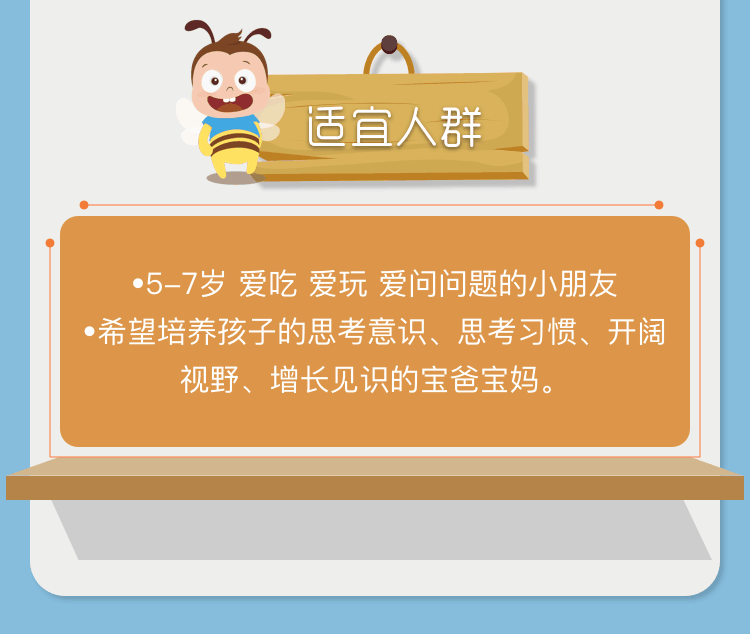 适宜人群
•5-7岁 爱吃 爱玩 爱问问题的小朋友
•希望培养孩子的思考意识、思考习惯、开阔
视野、增长见识的宝爸宝妈。